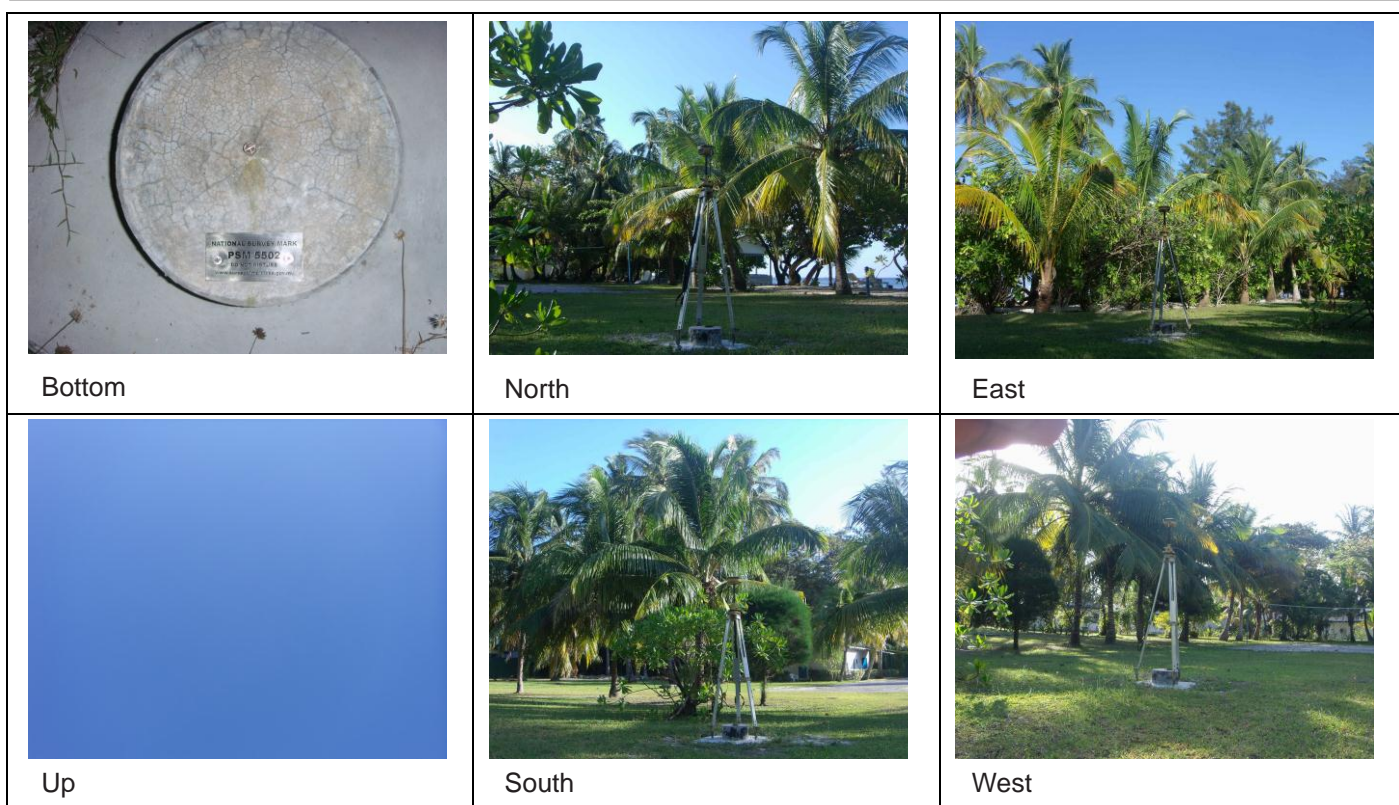 NATIONAL SURVEY MARK
PSM 5502
DO NOT DISTURB
Bottom
North
East
Up
South
West